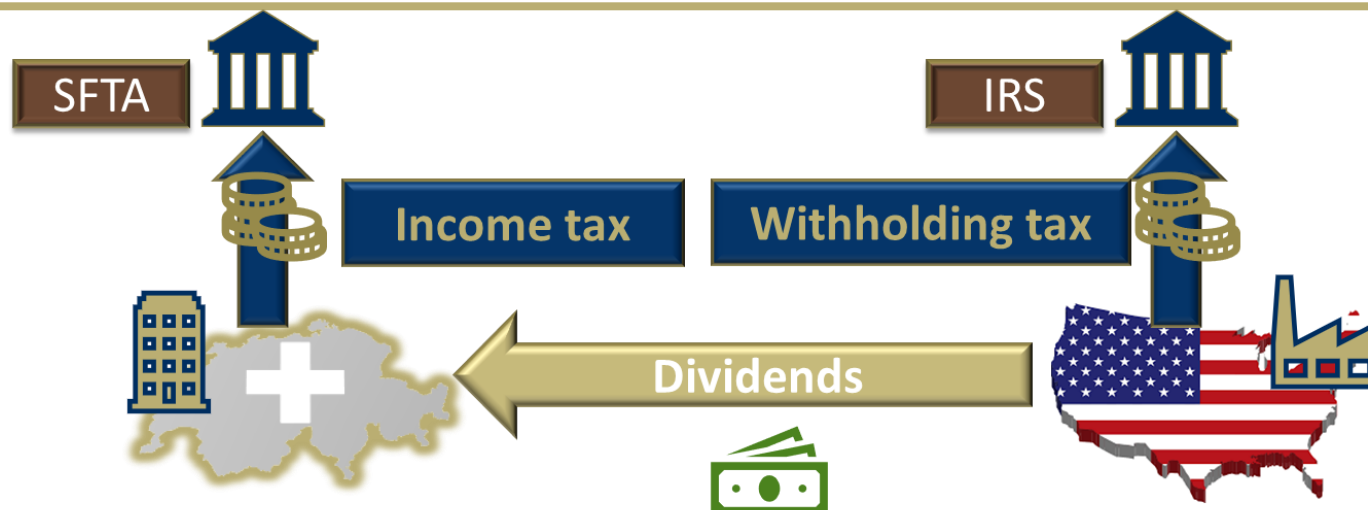 SFTA
IRS
Income tax
Withholding tax
Dividends